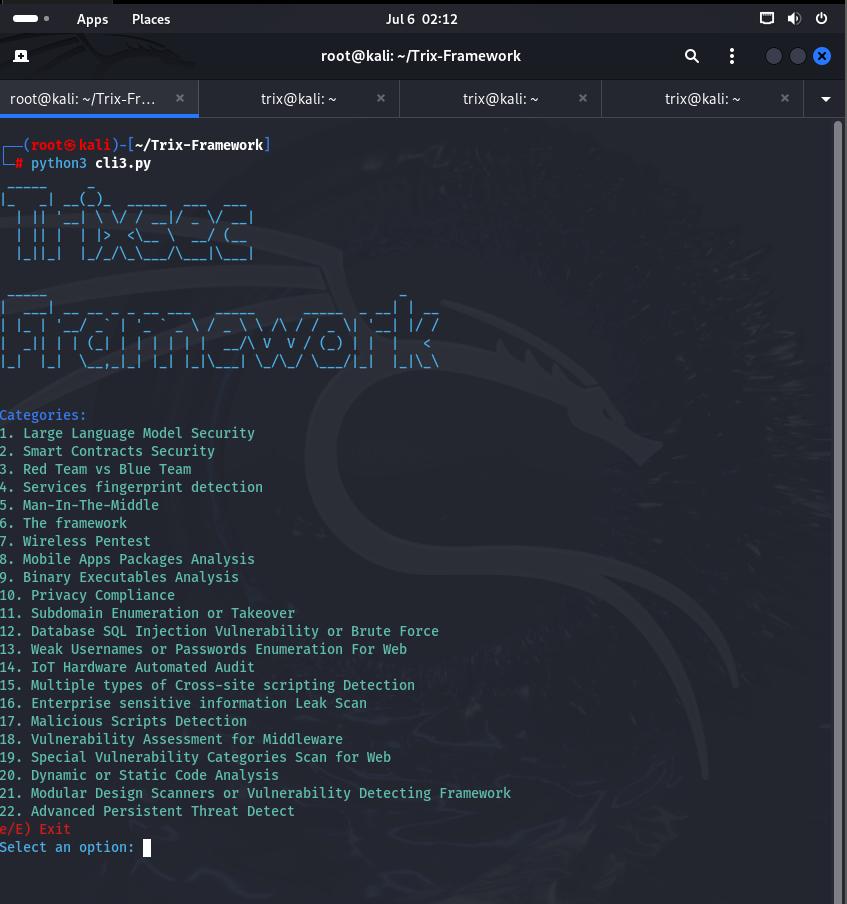 Apps Places Jul 6 02:12
root@kali: ~/Trix-Framework
root@kali: ~/Trix-Fr... × trix@kali: ~ × trix@kali: ~ × trix@kali: ~ ×
┌──(root㉿kali)-[~/Trix-Framework]
└─# python3 cli3.py
Trixsec
Framework
Categories:
1. Large Language Model Security
2. Smart Contracts Security
3. Red Team vs Blue Team
4. Services fingerprint detection
5. Man-In-The-Middle
6. The framework
7. Wireless Pentest
8. Mobile Apps Packages Analysis
9. Binary Executables Analysis
10. Privacy Compliance
11. Subdomain Enumeration or Takeover
12. Database SQL Injection Vulnerability or Brute Force
13. Weak Usernames or Passwords Enumeration For Web
14. IoT Hardware Automated Audit
15. Multiple types of Cross-site scripting Detection
16. Enterprise sensitive information Leak Scan
17. Malicious Scripts Detection
18. Vulnerability Assessment for Middleware
19. Special Vulnerability Categories Scan for Web
20. Dynamic or Static Code Analysis
21. Modular Design Scanners or Vulnerability Detecting Framework
22. Advanced Persistent Threat Detect
e/E) Exit
Select an option: